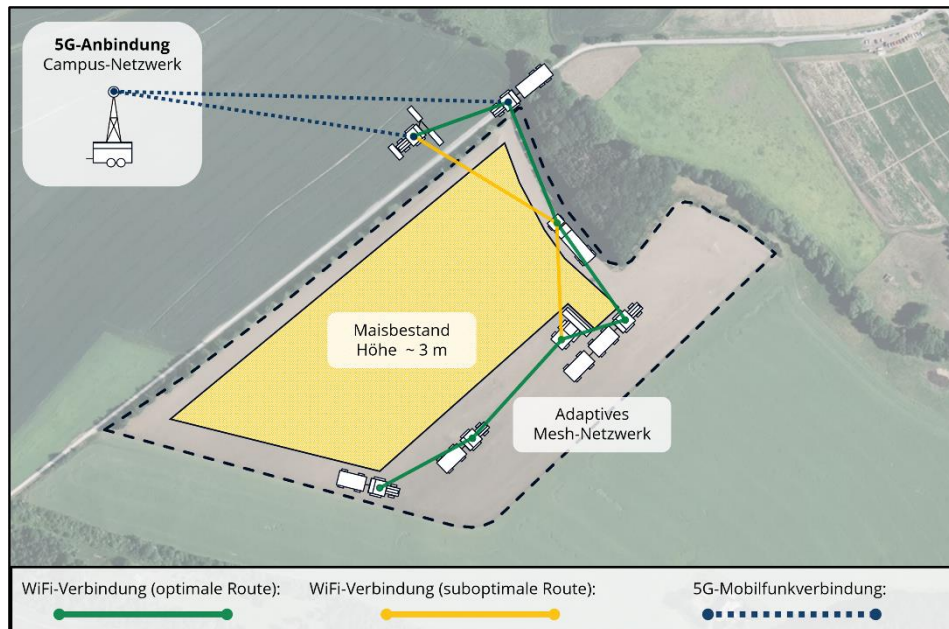 5G-Anbindung
Campus-Netzwerk
Maisbestand
Höhe ~ 3 m
Adaptives
Mesh-Netzwerk
WiFi-Verbindung (optimale Route):
WiFi-Verbindung (suboptimale Route):
5G-Mobilfunkverbindung: